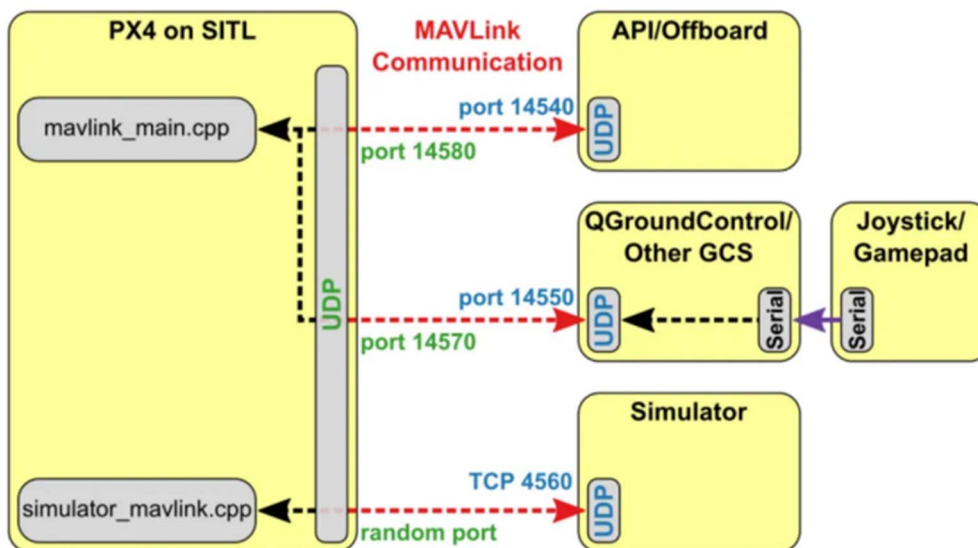 PX4 on SITL
mavlink_main.cpp
simulator_mavlink.cpp
UDP
MAVLink
Communication
port 14540
port 14580
port 14550
port 14570
TCP 4560
random port
API/Offboard
UDP
QGroundControl/
Other GCS
UDP
Serial
Joystick/
Gamepad
Serial
Simulator
UDP